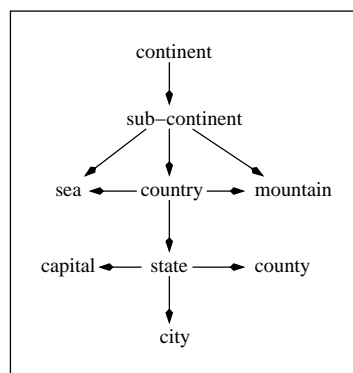 continent
sub−continent
sea country mountain
capital state county
city